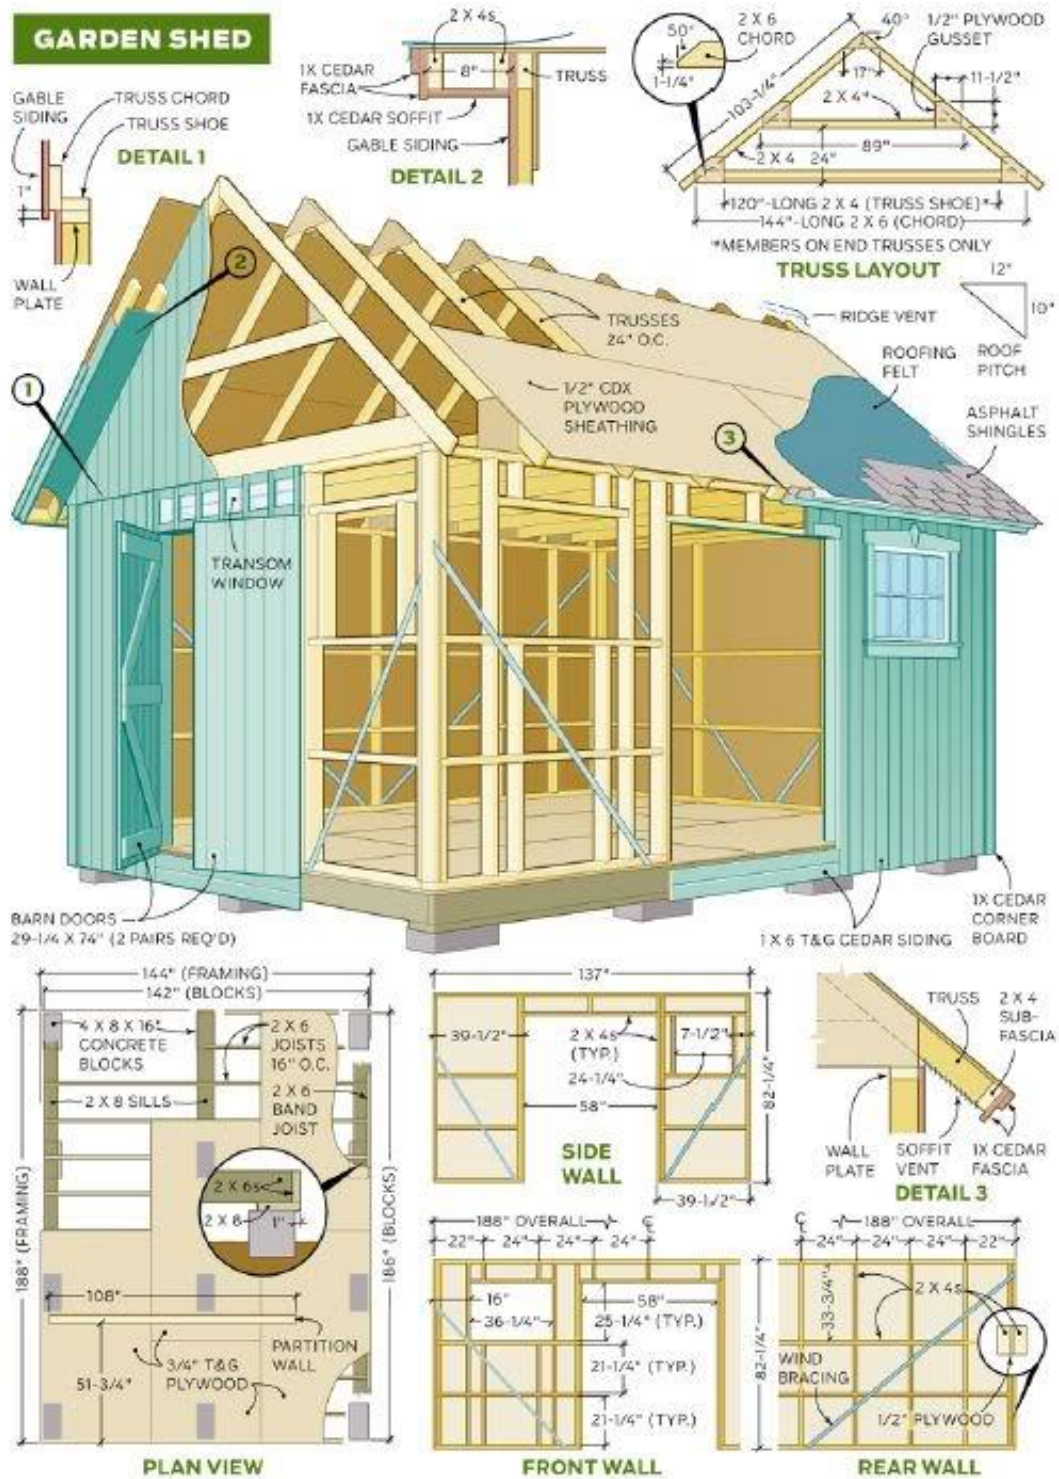 GARDEN SHED
GABLE
SIDING
TRUSS CHORD
TRUSS SHOE
DETAIL 1
1"
WALL
PLATE
2 X 4s
1X CEDAR
FASCIA
8"
TRUSS
1X CEDAR SOFFIT
GABLE SIDING
DETAIL 2
50°
1-1/4"
2 X 6
CHORD
40°
1/2" PLYWOOD
GUSSET
17"
11-1/2"
103-1/4"
2 X 4*
89"
2 X 4
24"
120"-LONG 2 X 4 (TRUSS SHOE)*
144"-LONG 2 X 6 (CHORD)
*MEMBERS ON END TRUSSES ONLY
TRUSS LAYOUT
12"
10"
ROOF
PITCH
2
1
3
TRUSSES
24" O.C.
RIDGE VENT
ROOFING
FELT
1/2" CDX
PLYWOOD
SHEATHING
ASPHALT
SHINGLES
TRANSOM
WINDOW
BARN DOORS
29-1/4 X 74" (2 PAIRS REQ'D)
1 X 6 T&G CEDAR SIDING
1X CEDAR
CORNER
BOARD
144" (FRAMING)
142" (BLOCKS)
4 X 8 X 16"
CONCRETE
BLOCKS
2 X 6
JOISTS
16" O.C.
2 X 8 SILLS
2 X 6
BAND
JOIST
2 X 6s
2 X 8
1"
188" (FRAMING)
186" (BLOCKS)
108"
PARTITION
WALL
3/4" T&G
PLYWOOD
51-3/4"
PLAN VIEW
137"
39-1/2"
2 X 4s
(TYP.)
7-1/2"
24-1/4"
58"
82-1/4"
SIDE
WALL
39-1/2"
TRUSS
2 X 4
SUB-
FASCIA
WALL
PLATE
SOFFIT
VENT
1X CEDAR
FASCIA
DETAIL 3
188" OVERALL
22"
24"
24"
24"
16"
36-1/4"
58"
25-1/4" (TYP.)
21-1/4" (TYP.)
21-1/4" (TYP.)
FRONT WALL
188" OVERALL
24"
24"
24"
22"
33-3/4"
2 X 4s
82-1/4"
WIND
BRACING
1/2" PLYWOOD
REAR WALL